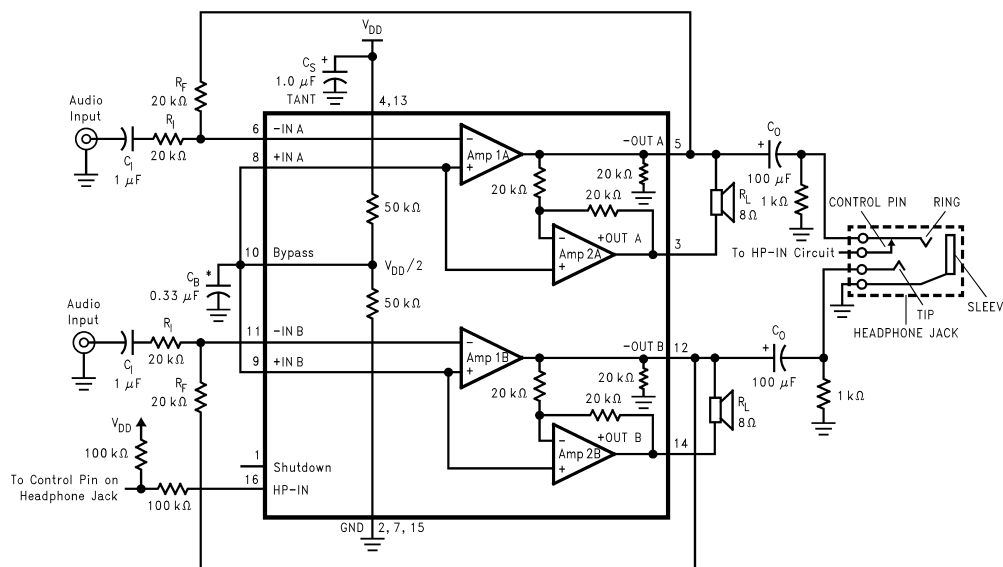 V_DD
C_S +
1.0 μF
TANT
4, 13
R_F
20 kΩ
Audio
Input
R_I
20 kΩ
C_I
1 μF
6
-IN A
8
+IN A
-
Amp 1A
+
-OUT A
5
20 kΩ
20 kΩ
20 kΩ
50 kΩ
-
+OUT A
Amp 2A
+
3
R_L
8Ω
C_O
+
100 μF
1 kΩ
CONTROL PIN
RING
To HP-IN Circuit
TIP
SLEEV
HEADPHONE JACK
10
Bypass
V_DD/2
C_B *
0.33 μF
50 kΩ
Audio
Input
R_I
20 kΩ
C_I
1 μF
R_F
20 kΩ
11
-IN B
9
+IN B
-
Amp 1B
+
-OUT B
12
20 kΩ
20 kΩ
20 kΩ
-
+OUT B
Amp 2B
+
14
R_L
8Ω
C_O
+
100 μF
1 kΩ
V_DD
100 kΩ
To Control Pin on
Headphone Jack
100 kΩ
1
Shutdown
16
HP-IN
GND
2, 7, 15